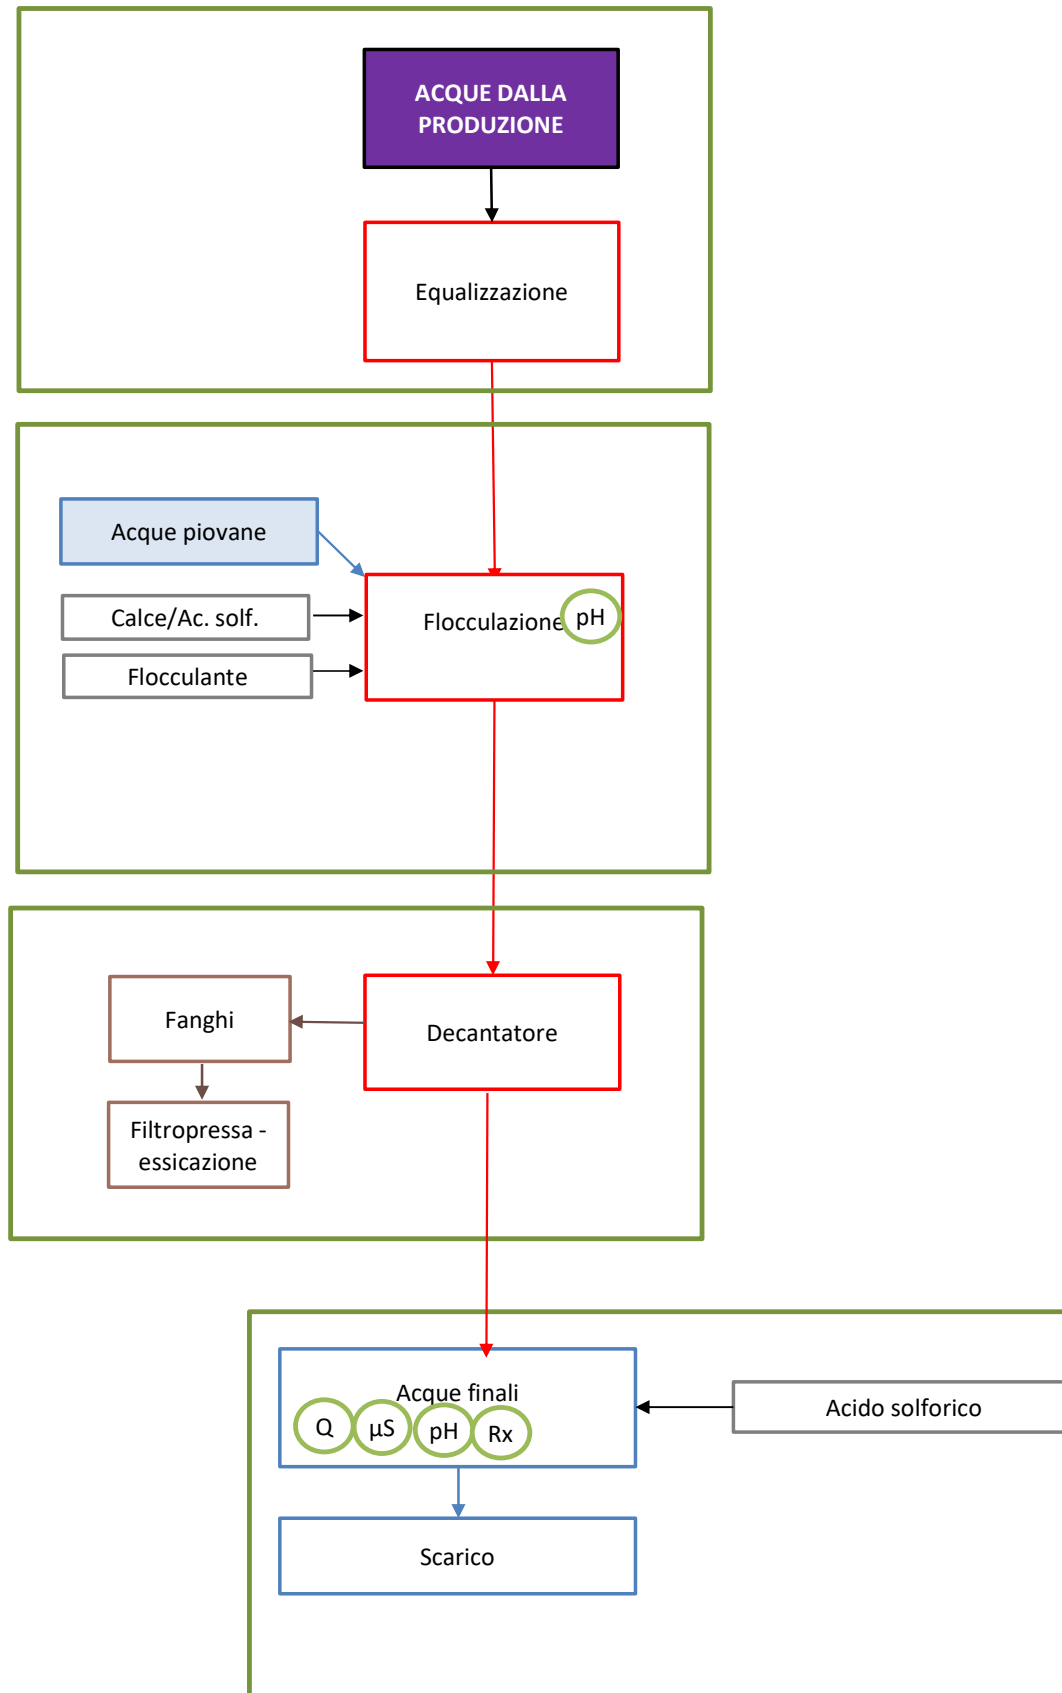 ACQUE DALLA
PRODUZIONE
Equalizzazione
Acque piovane
Calce/Ac. solf.
Flocculazione
pH
Flocculante
Fanghi
Decantatore
Filtropressa -
essicazione
Acque finali
Q
µS
pH
Rx
Acido solforico
Scarico